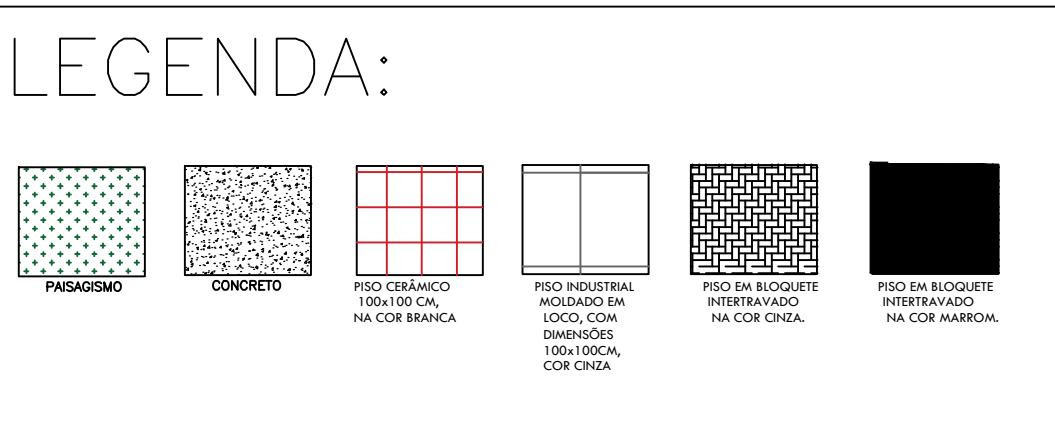 LEGENDA:
PAISAGISMO
CONCRETO
PISO CERÂMICO
100x100 CM,
NA COR BRANCA
PISO INDUSTRIAL
MOLDADO EM
LOCO, COM
DIMENSÕES
100x100CM,
COR CINZA
PISO EM BLOQUETE
INTERTRAVADO
NA COR CINZA.
PISO EM BLOQUETE
INTERTRAVADO
NA COR MARROM.